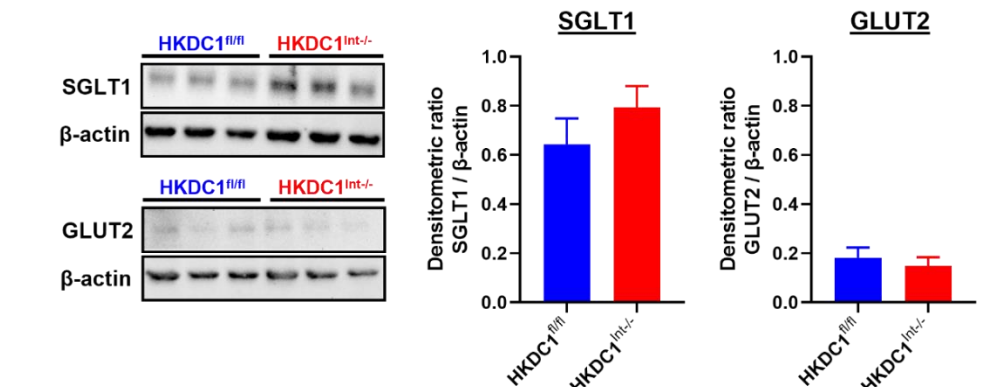 HKDC1fl/fl HKDC1Int-/-
SGLT1
β-actin
HKDC1fl/fl HKDC1Int-/-
GLUT2
β-actin
SGLT1
Densitometric ratio
SGLT1 / β-actin
1.0
0.8
0.6
0.4
0.2
0.0
HKDC1fl/fl
HKDC1Int-/-
GLUT2
Densitometric ratio
GLUT2 / β-actin
1.0
0.8
0.6
0.4
0.2
0.0
HKDC1fl/fl
HKDC1Int-/-